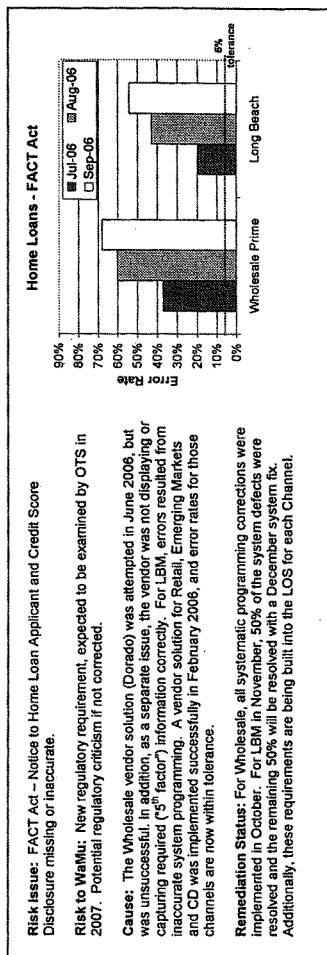 Risk Issue: FACT Act – Notice to Home Loan Applicant and Credit Score
Disclosure missing or inaccurate.
Risk to WaMu: New regulatory requirement, expected to be examined by OTS in
2007. Potential regulatory criticism if not corrected.
Cause: The Wholesale vendor solution (Dorado) was attempted in June 2006, but
was unsuccessful. In addition, as a separate issue, the vendor was not displaying or
capturing required ("5th factor") information correctly. For LBM, errors resulted from
inaccurate system programming. A vendor solution for Retail, Emerging Markets
and CD was implemented successfully in February 2006, and error rates for those
channels are now within tolerance.
Remediation Status: For Wholesale, all systematic programming corrections were
implemented in October. For LBM in November, 50% of the system defects were
resolved and the remaining 50% will be resolved with a December system fix.
Additionally, these requirements are being built into the LOS for each Channel.
Home Loans - FACT Act
Jul-06
Aug-06
Sep-06
Error Rate
90%
80%
70%
60%
50%
40%
30%
20%
10%
0%
Wholesale Prime
Long Beach
tolerance